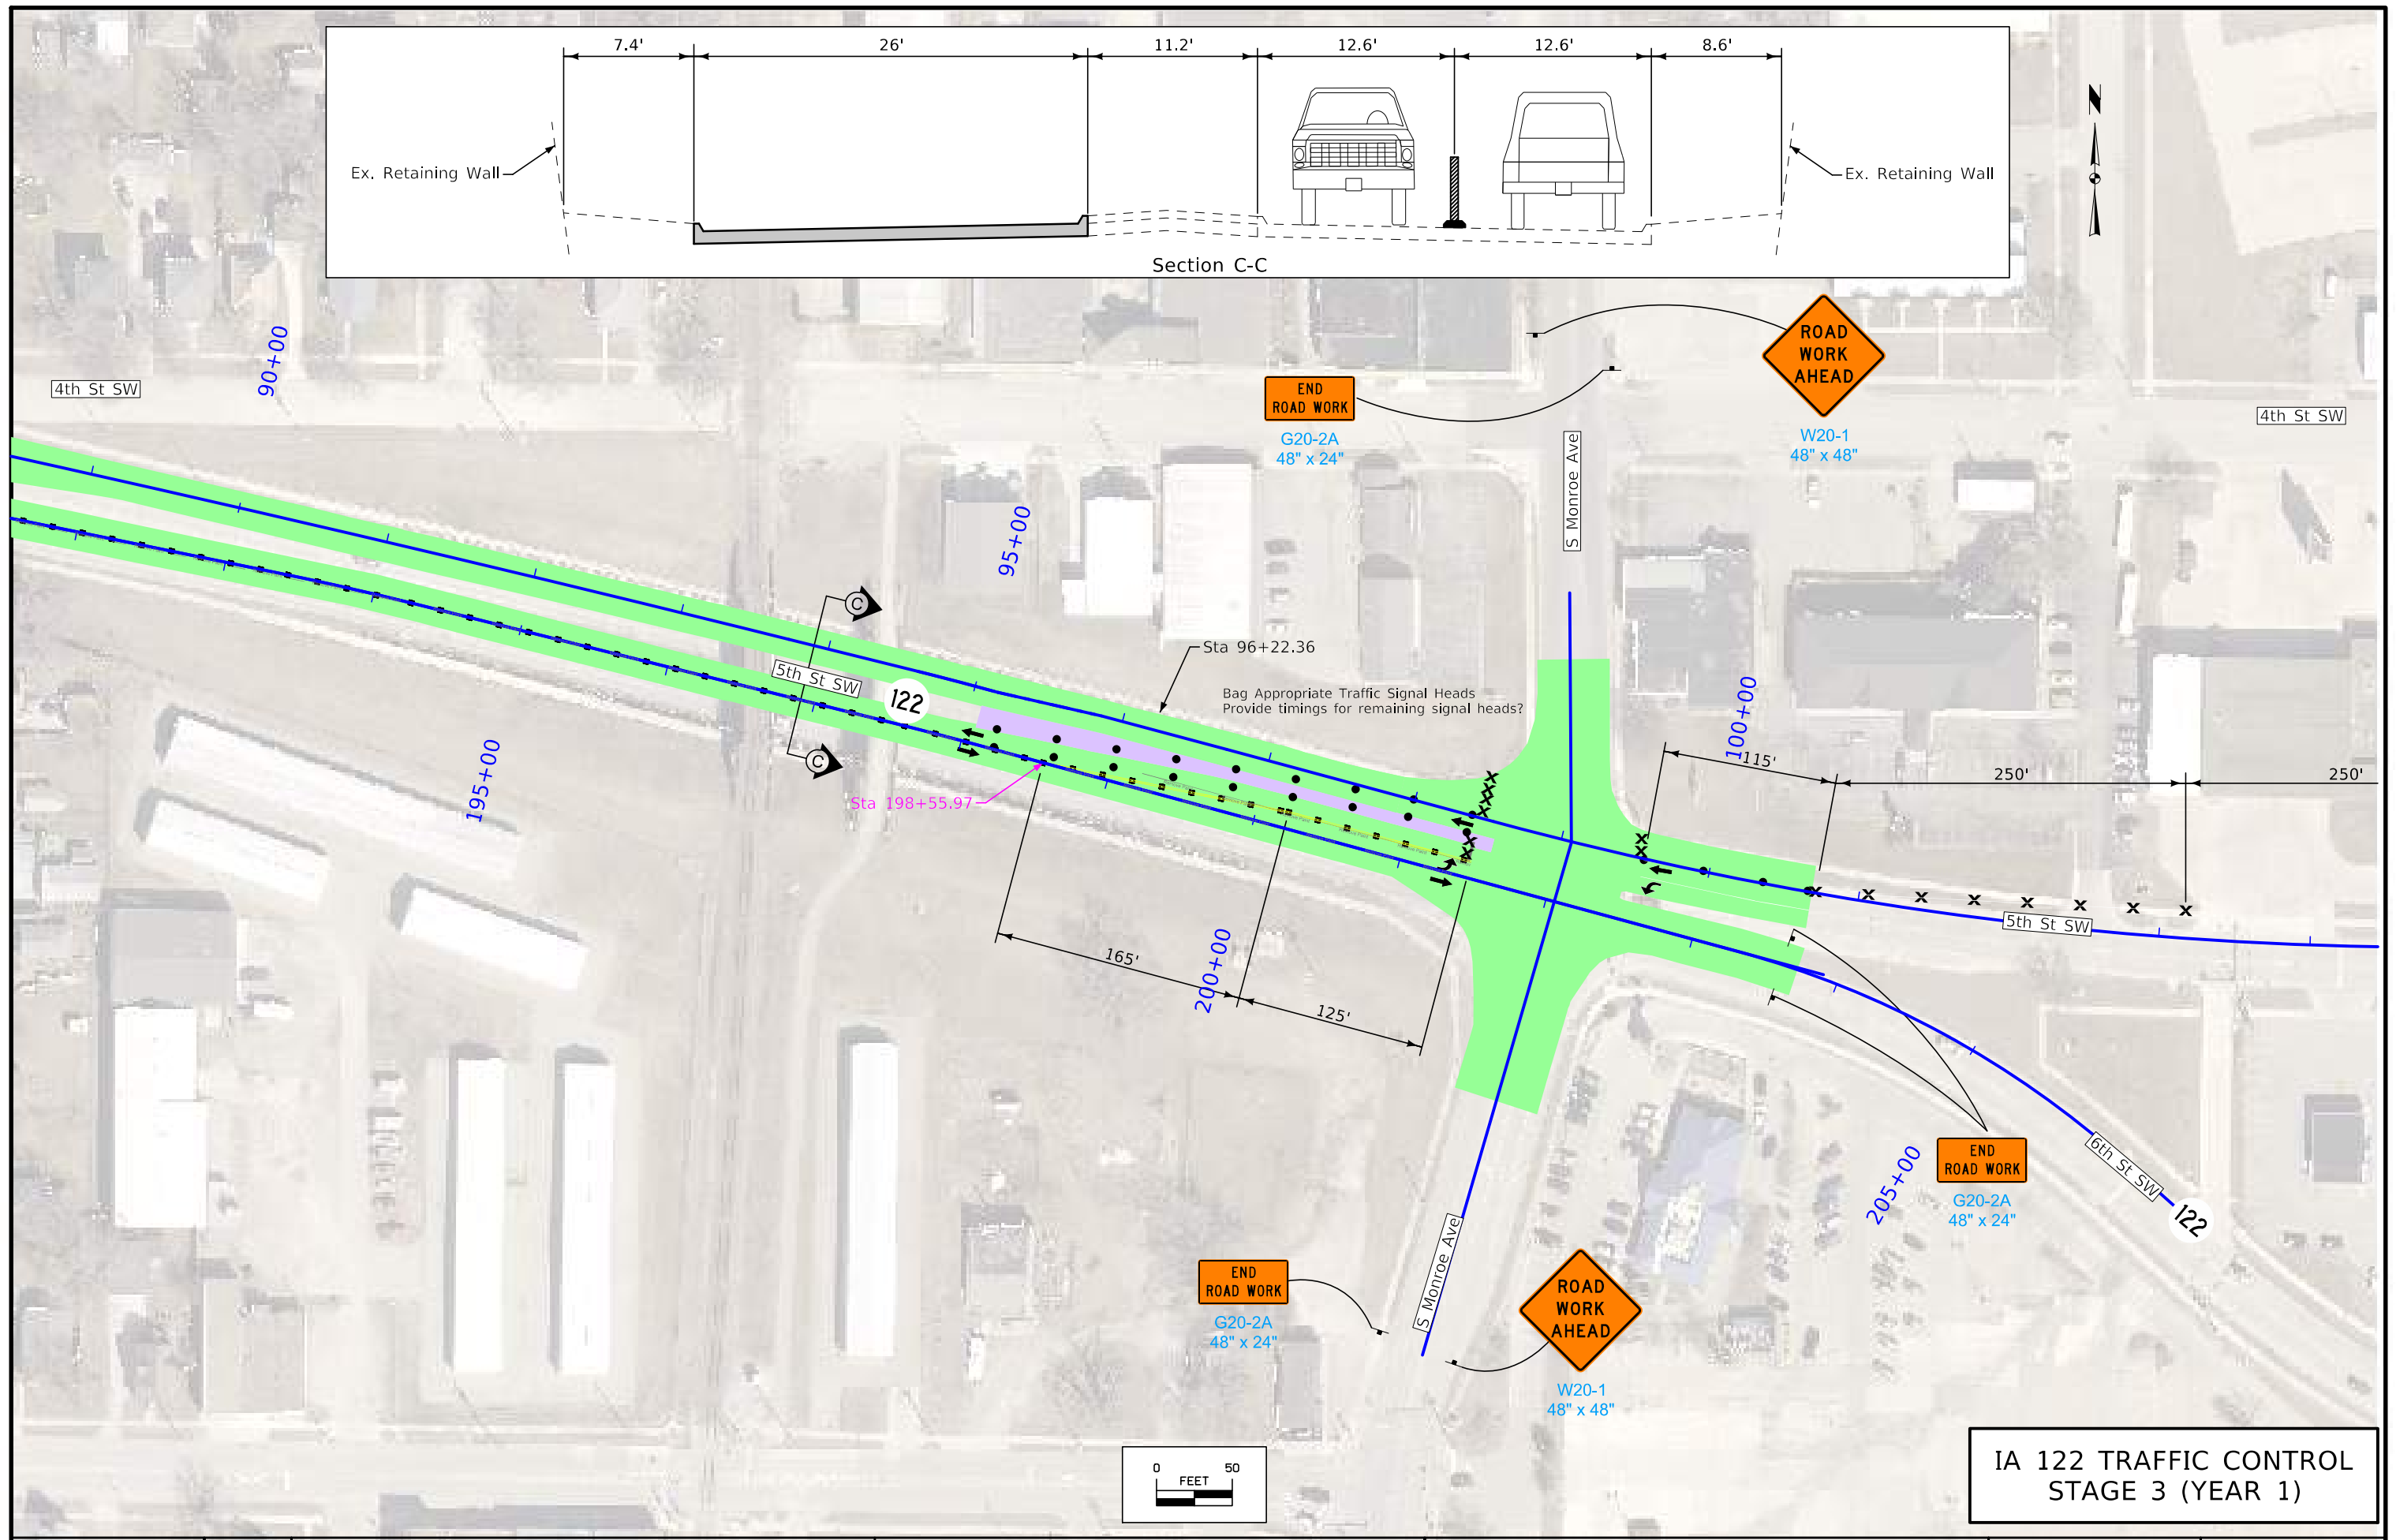 7.4'
26'
11.2'
12.6'
12.6'
8.6'
Ex. Retaining Wall
Ex. Retaining Wall
Section C-C
N
ROAD
WORK
AHEAD
W20-1
48" x 48"
END
ROAD WORK
G20-2A
48" x 24"
4th St SW
90+00
4th St SW
S Monroe Ave
95+00
C
Sta 96+22.36
5th St SW
122
Bag Appropriate Traffic Signal Heads
Provide timings for remaining signal heads?
100+00
115'
250'
250'
C
195+00
Sta 198+55.97
5th St SW
165'
200+00
125'
END
ROAD WORK
G20-2A
48" x 24"
205+00
6th St SW
122
S Monroe Ave
END
ROAD WORK
G20-2A
48" x 24"
ROAD
WORK
AHEAD
W20-1
48" x 48"
0 50
FEET
IA 122 TRAFFIC CONTROL
STAGE 3 (YEAR 1)